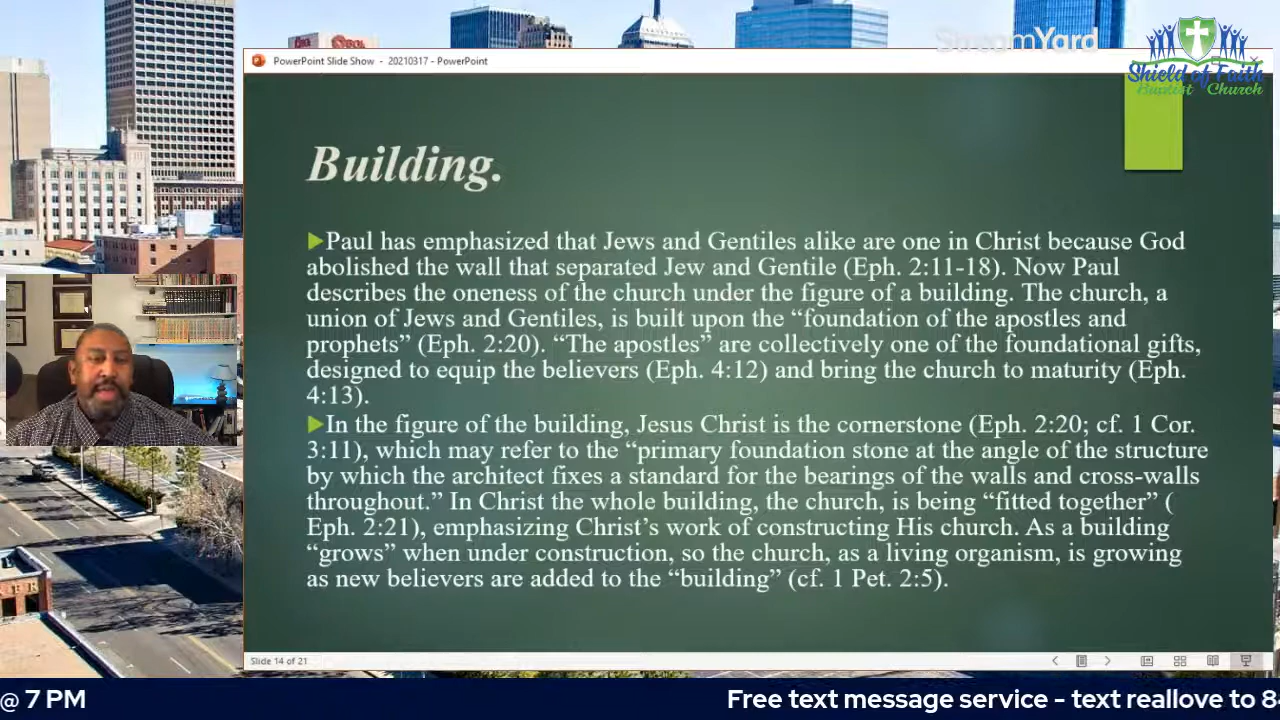 StreamYard
Shield of Faith
Baptist Church
PowerPoint Slide Show - 20210317 - PowerPoint
Building.
Paul has emphasized that Jews and Gentiles alike are one in Christ because God
abolished the wall that separated Jew and Gentile (Eph. 2:11-18). Now Paul
describes the oneness of the church under the figure of a building. The church, a
union of Jews and Gentiles, is built upon the “foundation of the apostles and
prophets” (Eph. 2:20). “The apostles” are collectively one of the foundational gifts,
designed to equip the believers (Eph. 4:12) and bring the church to maturity (Eph.
4:13).
In the figure of the building, Jesus Christ is the cornerstone (Eph. 2:20; cf. 1 Cor.
3:11), which may refer to the “primary foundation stone at the angle of the structure
by which the architect fixes a standard for the bearings of the walls and cross-walls
throughout.” In Christ the whole building, the church, is being “fitted together” (
Eph. 2:21), emphasizing Christ’s work of constructing His church. As a building
“grows” when under construction, so the church, as a living organism, is growing
as new believers are added to the “building” (cf. 1 Pet. 2:5).
Slide 14 of 21
@ 7 PM
Free text message service - text reallove to 8